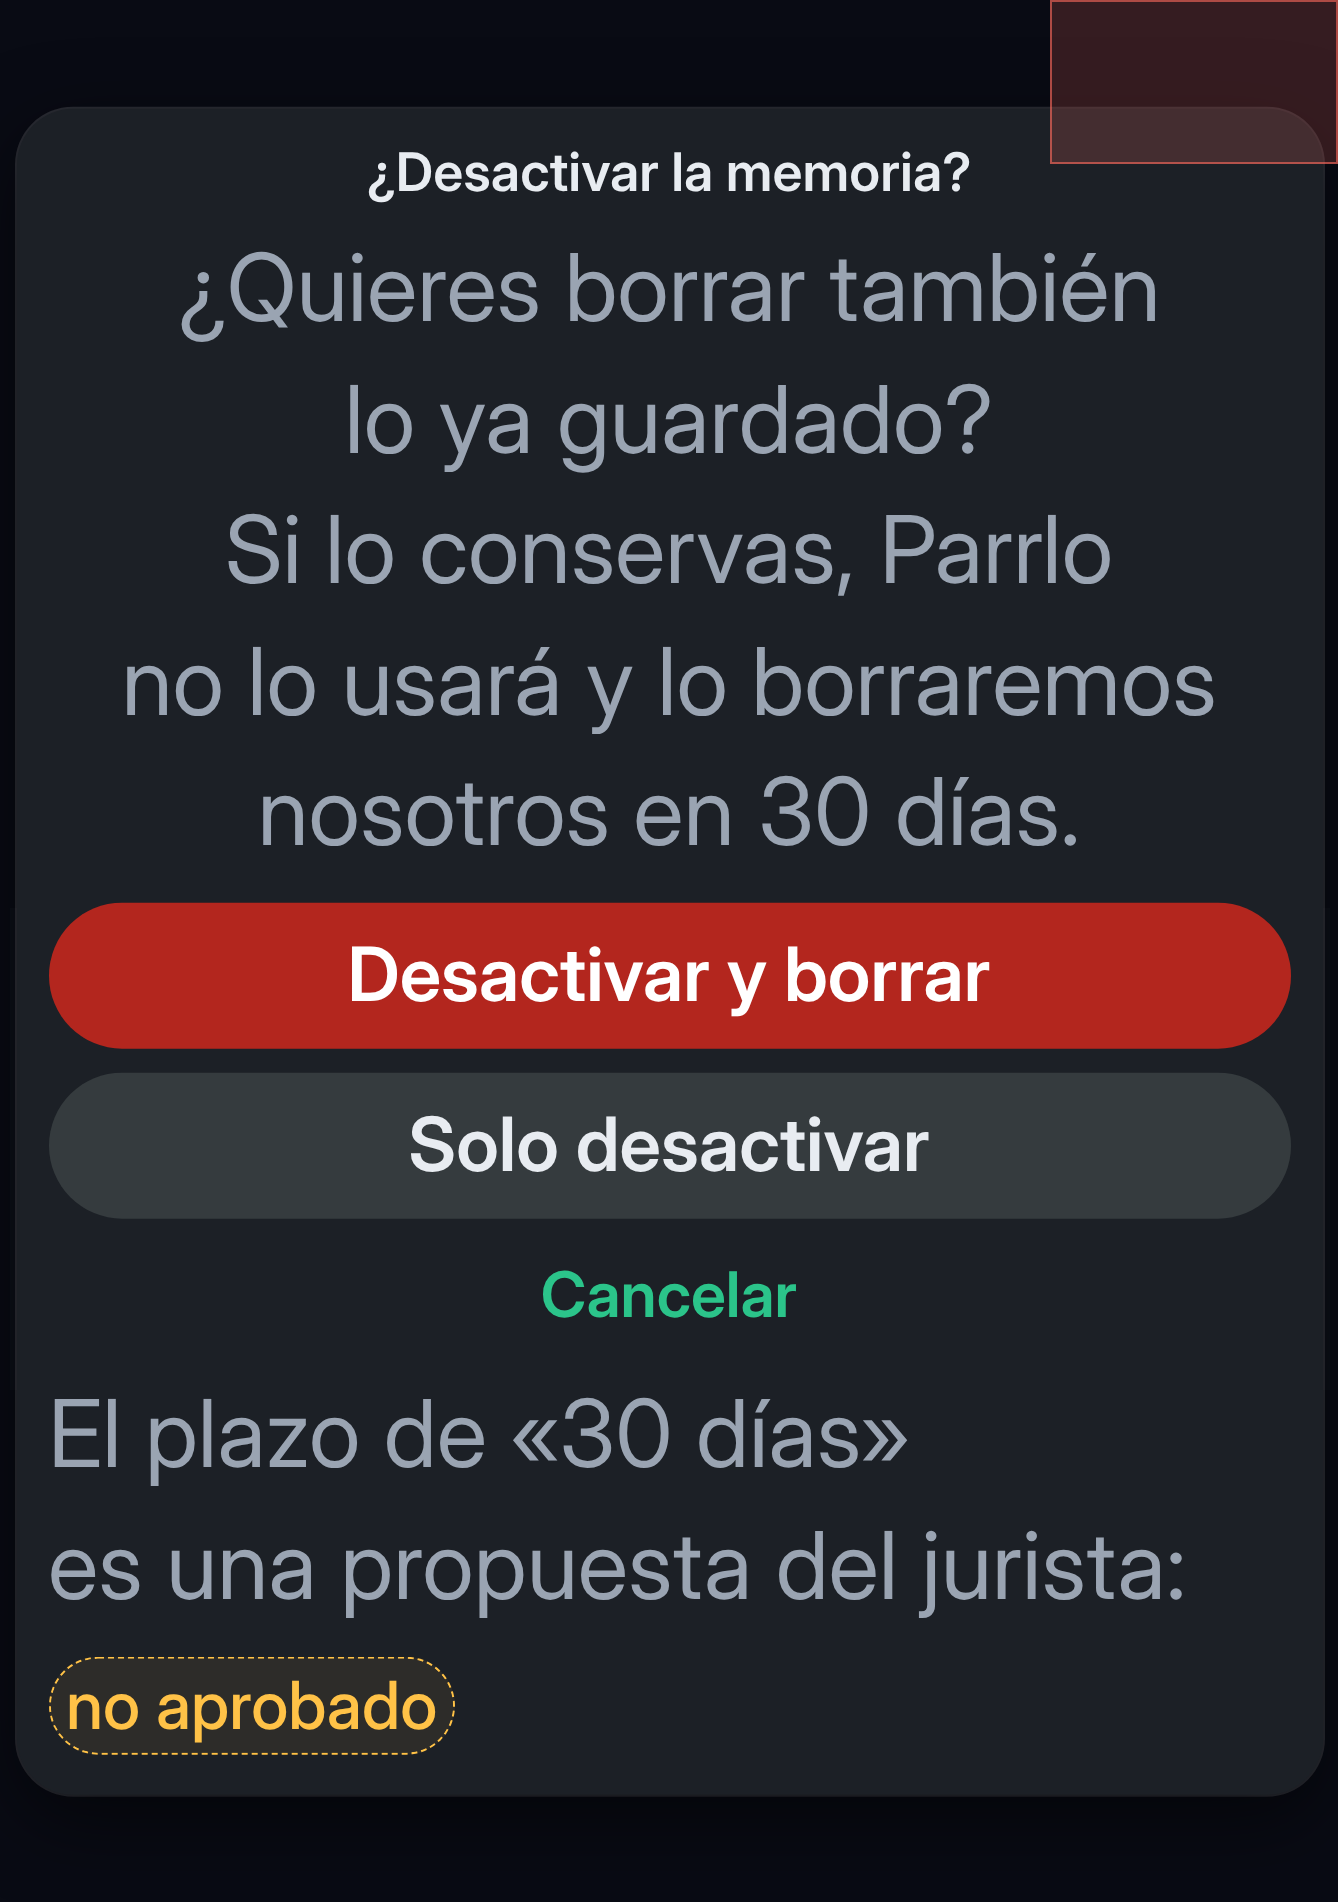 ¿Desactivar la memoria?
¿Quieres borrar también
lo ya guardado?
Si lo conservas, Parrlo
no lo usará y lo borraremos
nosotros en 30 días.
Desactivar y borrar
Solo desactivar
Cancelar
El plazo de «30 días»
es una propuesta del jurista:
no aprobado